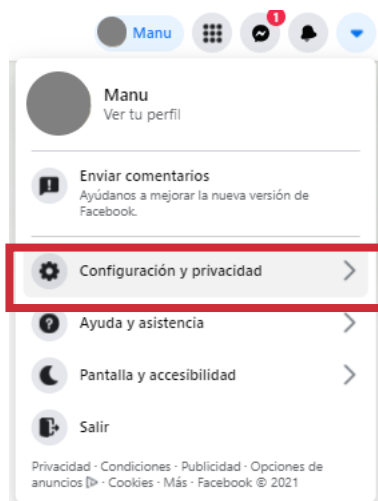 Manu
1
Manu
Ver tu perfil
Enviar comentarios
Ayúdanos a mejorar la nueva versión de
Facebook.
Configuración y privacidad
Ayuda y asistencia
Pantalla y accesibilidad
Salir
Privacidad · Condiciones · Publicidad · Opciones de
anuncios · Cookies · Más · Facebook © 2021